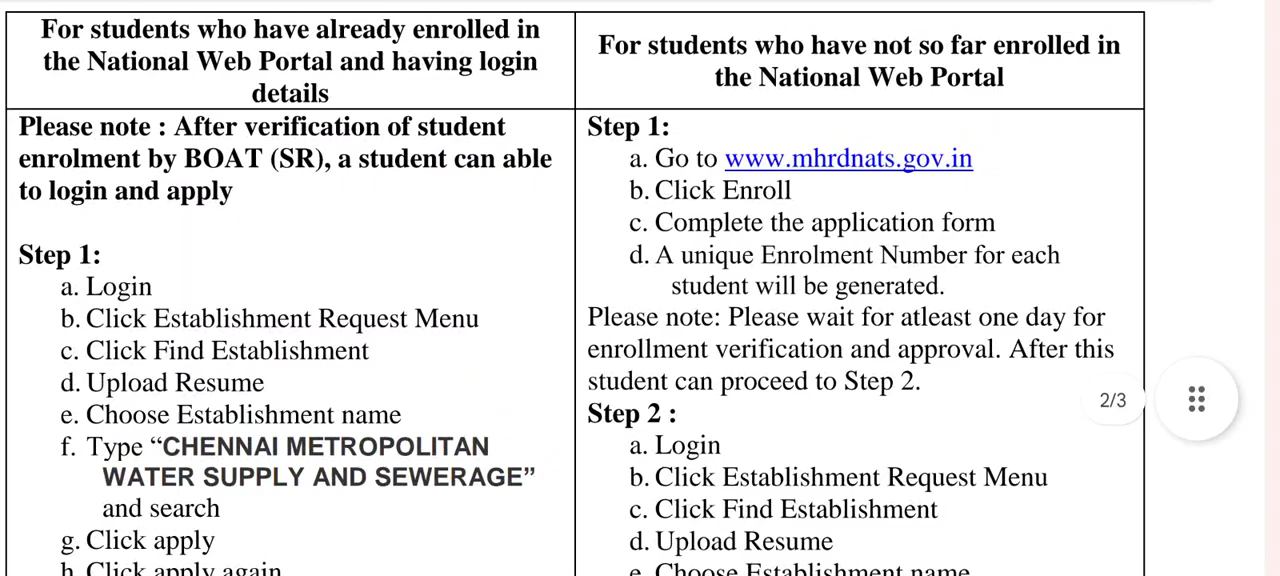 For students who have already enrolled in
the National Web Portal and having login
details
Please note : After verification of student
enrolment by BOAT (SR), a student can able
to login and apply
Step 1:
a. Login
b. Click Establishment Request Menu
c. Click Find Establishment
d. Upload Resume
e. Choose Establishment name
f. Type “CHENNAI METROPOLITAN
WATER SUPPLY AND SEWERAGE”
and search
g. Click apply
h. Click apply again
For students who have not so far enrolled in
the National Web Portal
Step 1:
a. Go to www.mhrdnats.gov.in
b. Click Enroll
c. Complete the application form
d. A unique Enrolment Number for each
student will be generated.
Please note: Please wait for atleast one day for
enrollment verification and approval. After this
student can proceed to Step 2.
Step 2 :
a. Login
b. Click Establishment Request Menu
c. Click Find Establishment
d. Upload Resume
e. Choose Establishment name
2/3